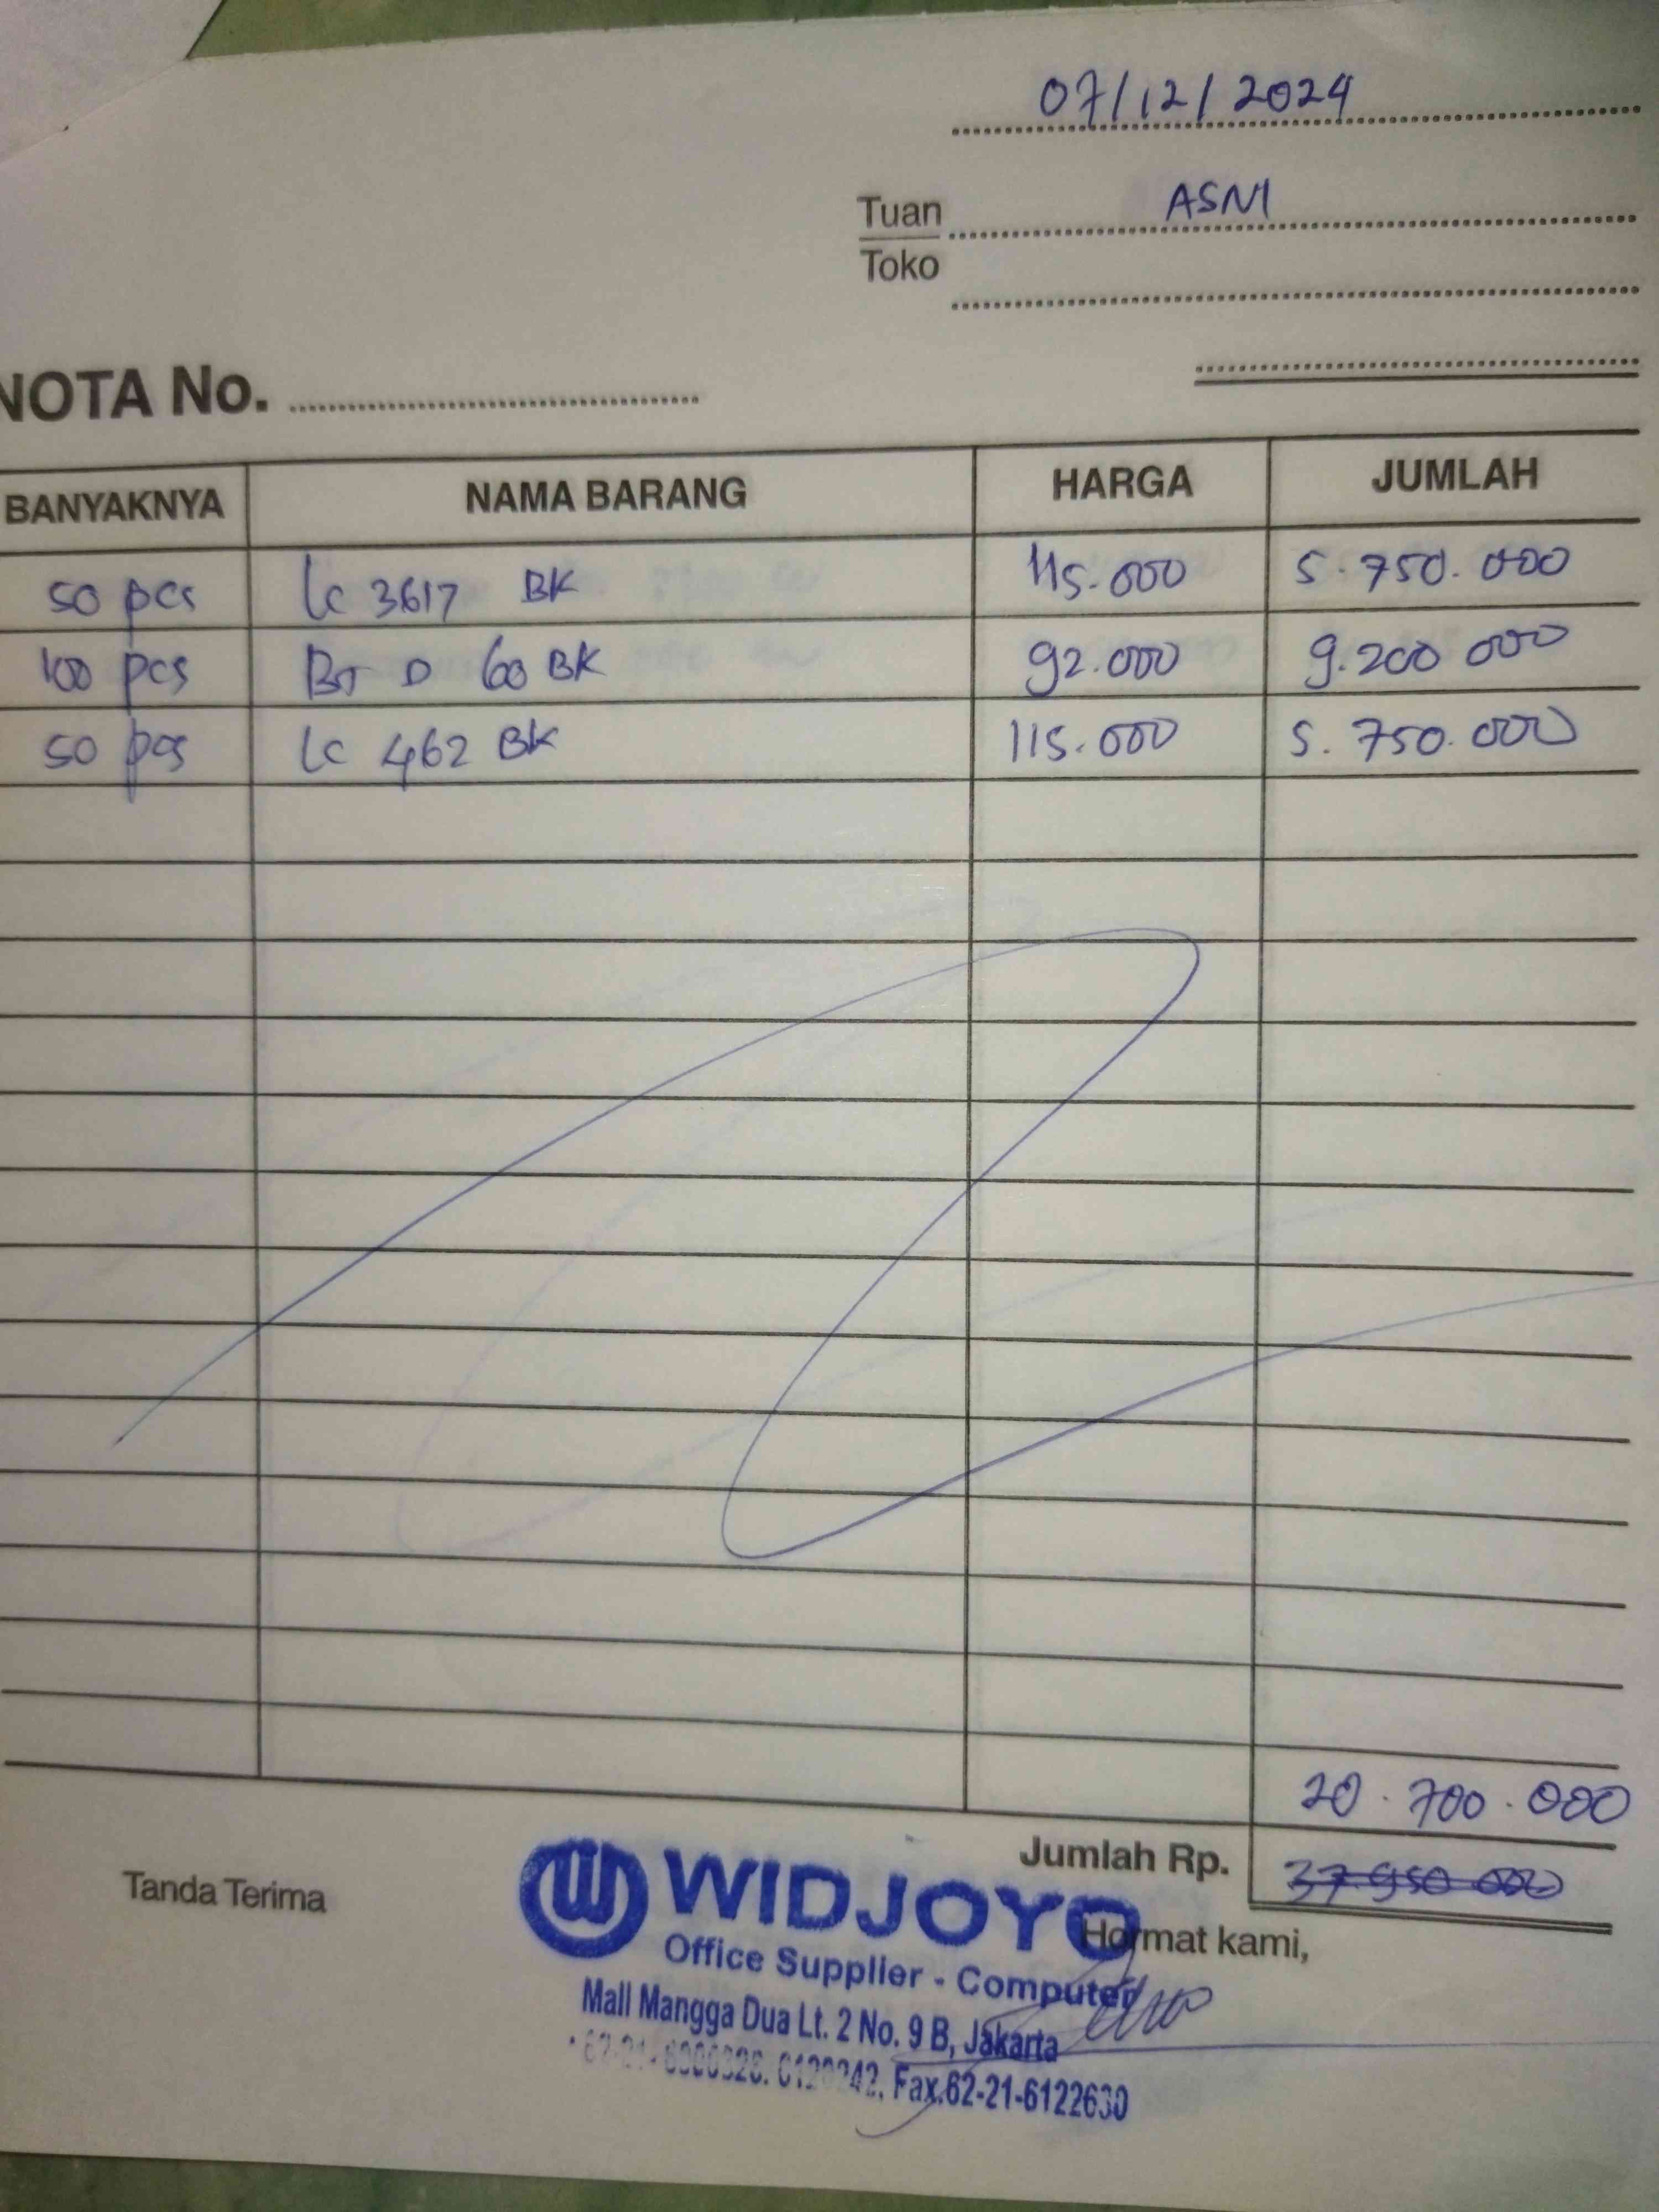 07/12/2024
Tuan ASNI
Toko
NOTA No.
BANYAKNYA NAMA BARANG HARGA JUMLAH
50 pcs LC 3617 BK 115.000 5.750.000
100 pcs BT D 60 BK 92.000 9.200 000
50 pcs LC 462 BK 115.000 5.750.000
20.700.000
Jumlah Rp. 37.950 000
Tanda Terima
WIDJOYO
Hormat kami,
Office Supplier - Computer
Mall Mangga Dua Lt. 2 No. 9 B, Jakarta
Fax.62-21-6122630